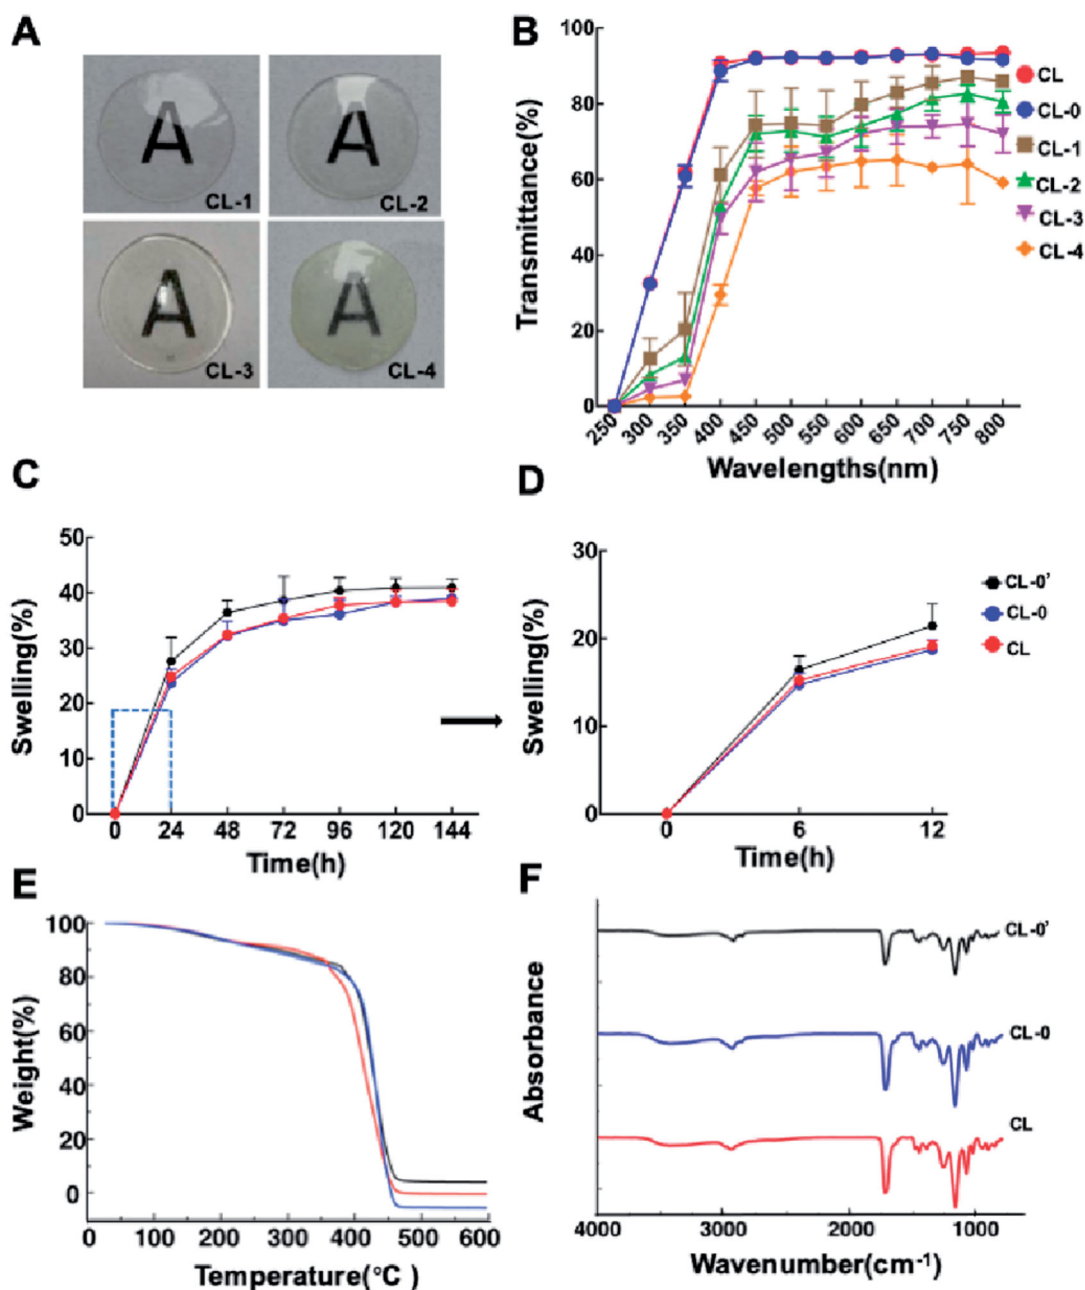 A
A
CL-1
A
CL-2
A
CL-3
A
CL-4
B
Transmittance(%)
100
80
60
40
20
0
250 300 350 400 450 500 550 600 650 700 750 800
Wavelengths(nm)
CL
CL-0
CL-1
CL-2
CL-3
CL-4
C
Swelling(%)
50
40
30
20
10
0
0 24 48 72 96 120 144
Time(h)
D
Swelling(%)
30
20
10
0
0 6 12
Time(h)
CL-0'
CL-0
CL
E
Weight(%)
100
80
60
40
20
0
0 100 200 300 400 500 600
Temperature(°C )
F
Absorbance
CL-0'
CL-0
CL
4000 3000 2000 1000
Wavenumber(cm⁻¹)